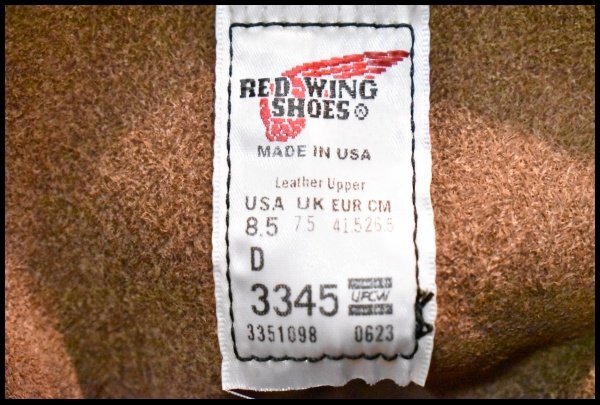 RED WING
SHOES ®
MADE IN USA
Leather Upper
USA UK EUR CM
8.5 7.5 41.5 26.5
D
3345 UFCW
3351098 0623